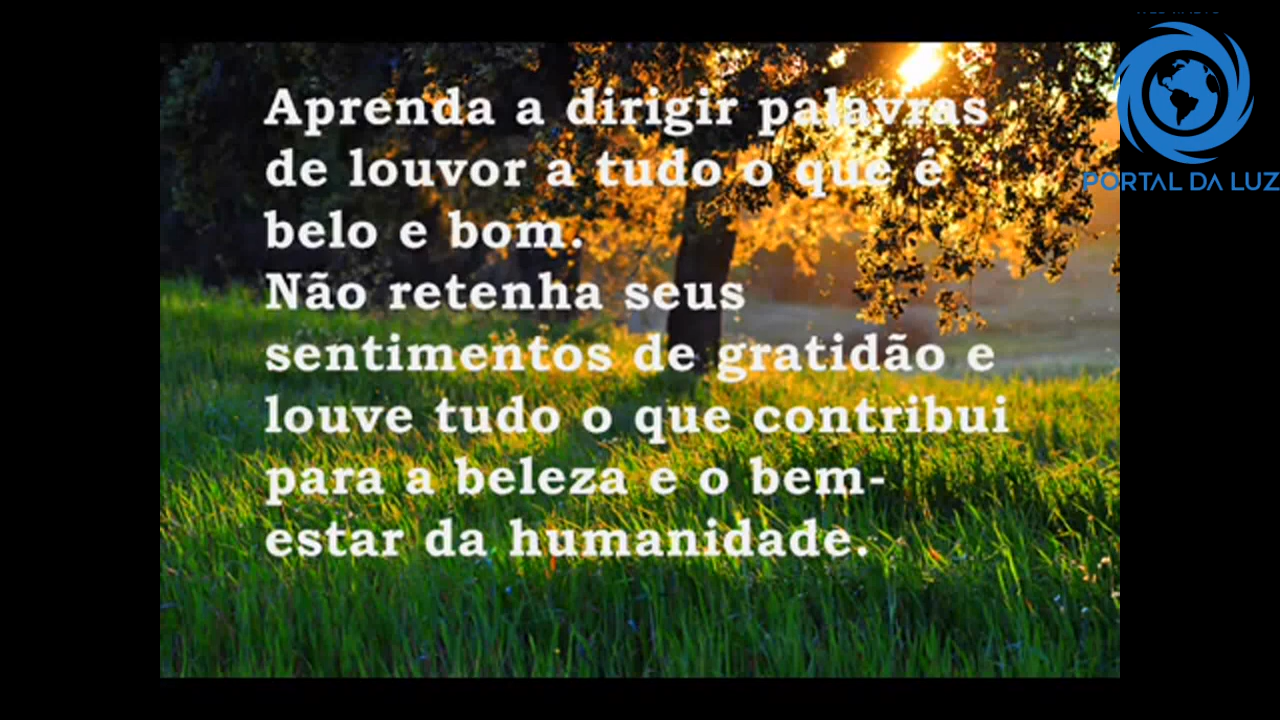 Aprenda a dirigir palavras
de louvor a tudo o que é
belo e bom.
Não retenha seus
sentimentos de gratidão e
louve tudo o que contribui
para a beleza e o bem-
estar da humanidade.
PORTAL DA LUZ